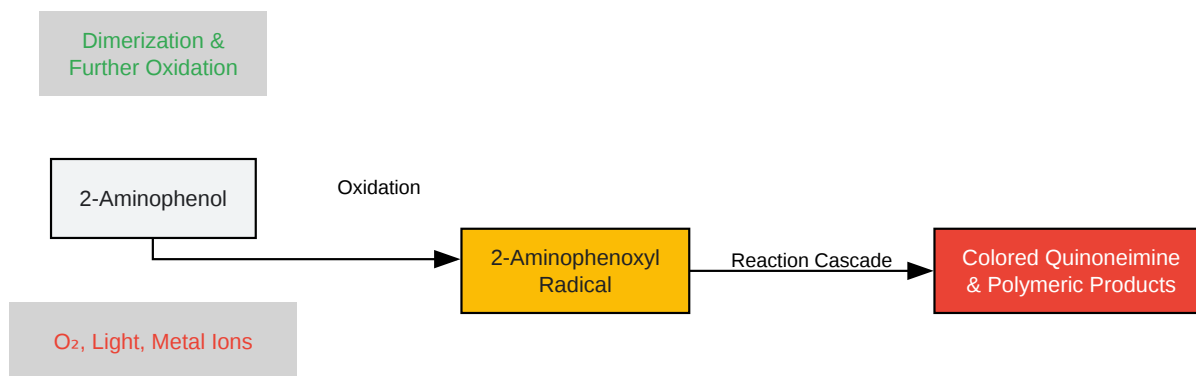 Dimerization &
Further Oxidation
2-Aminophenol
Oxidation
2-Aminophenoxyl
Radical
Reaction Cascade
Colored Quinoneimine
& Polymeric Products
O₂, Light, Metal Ions